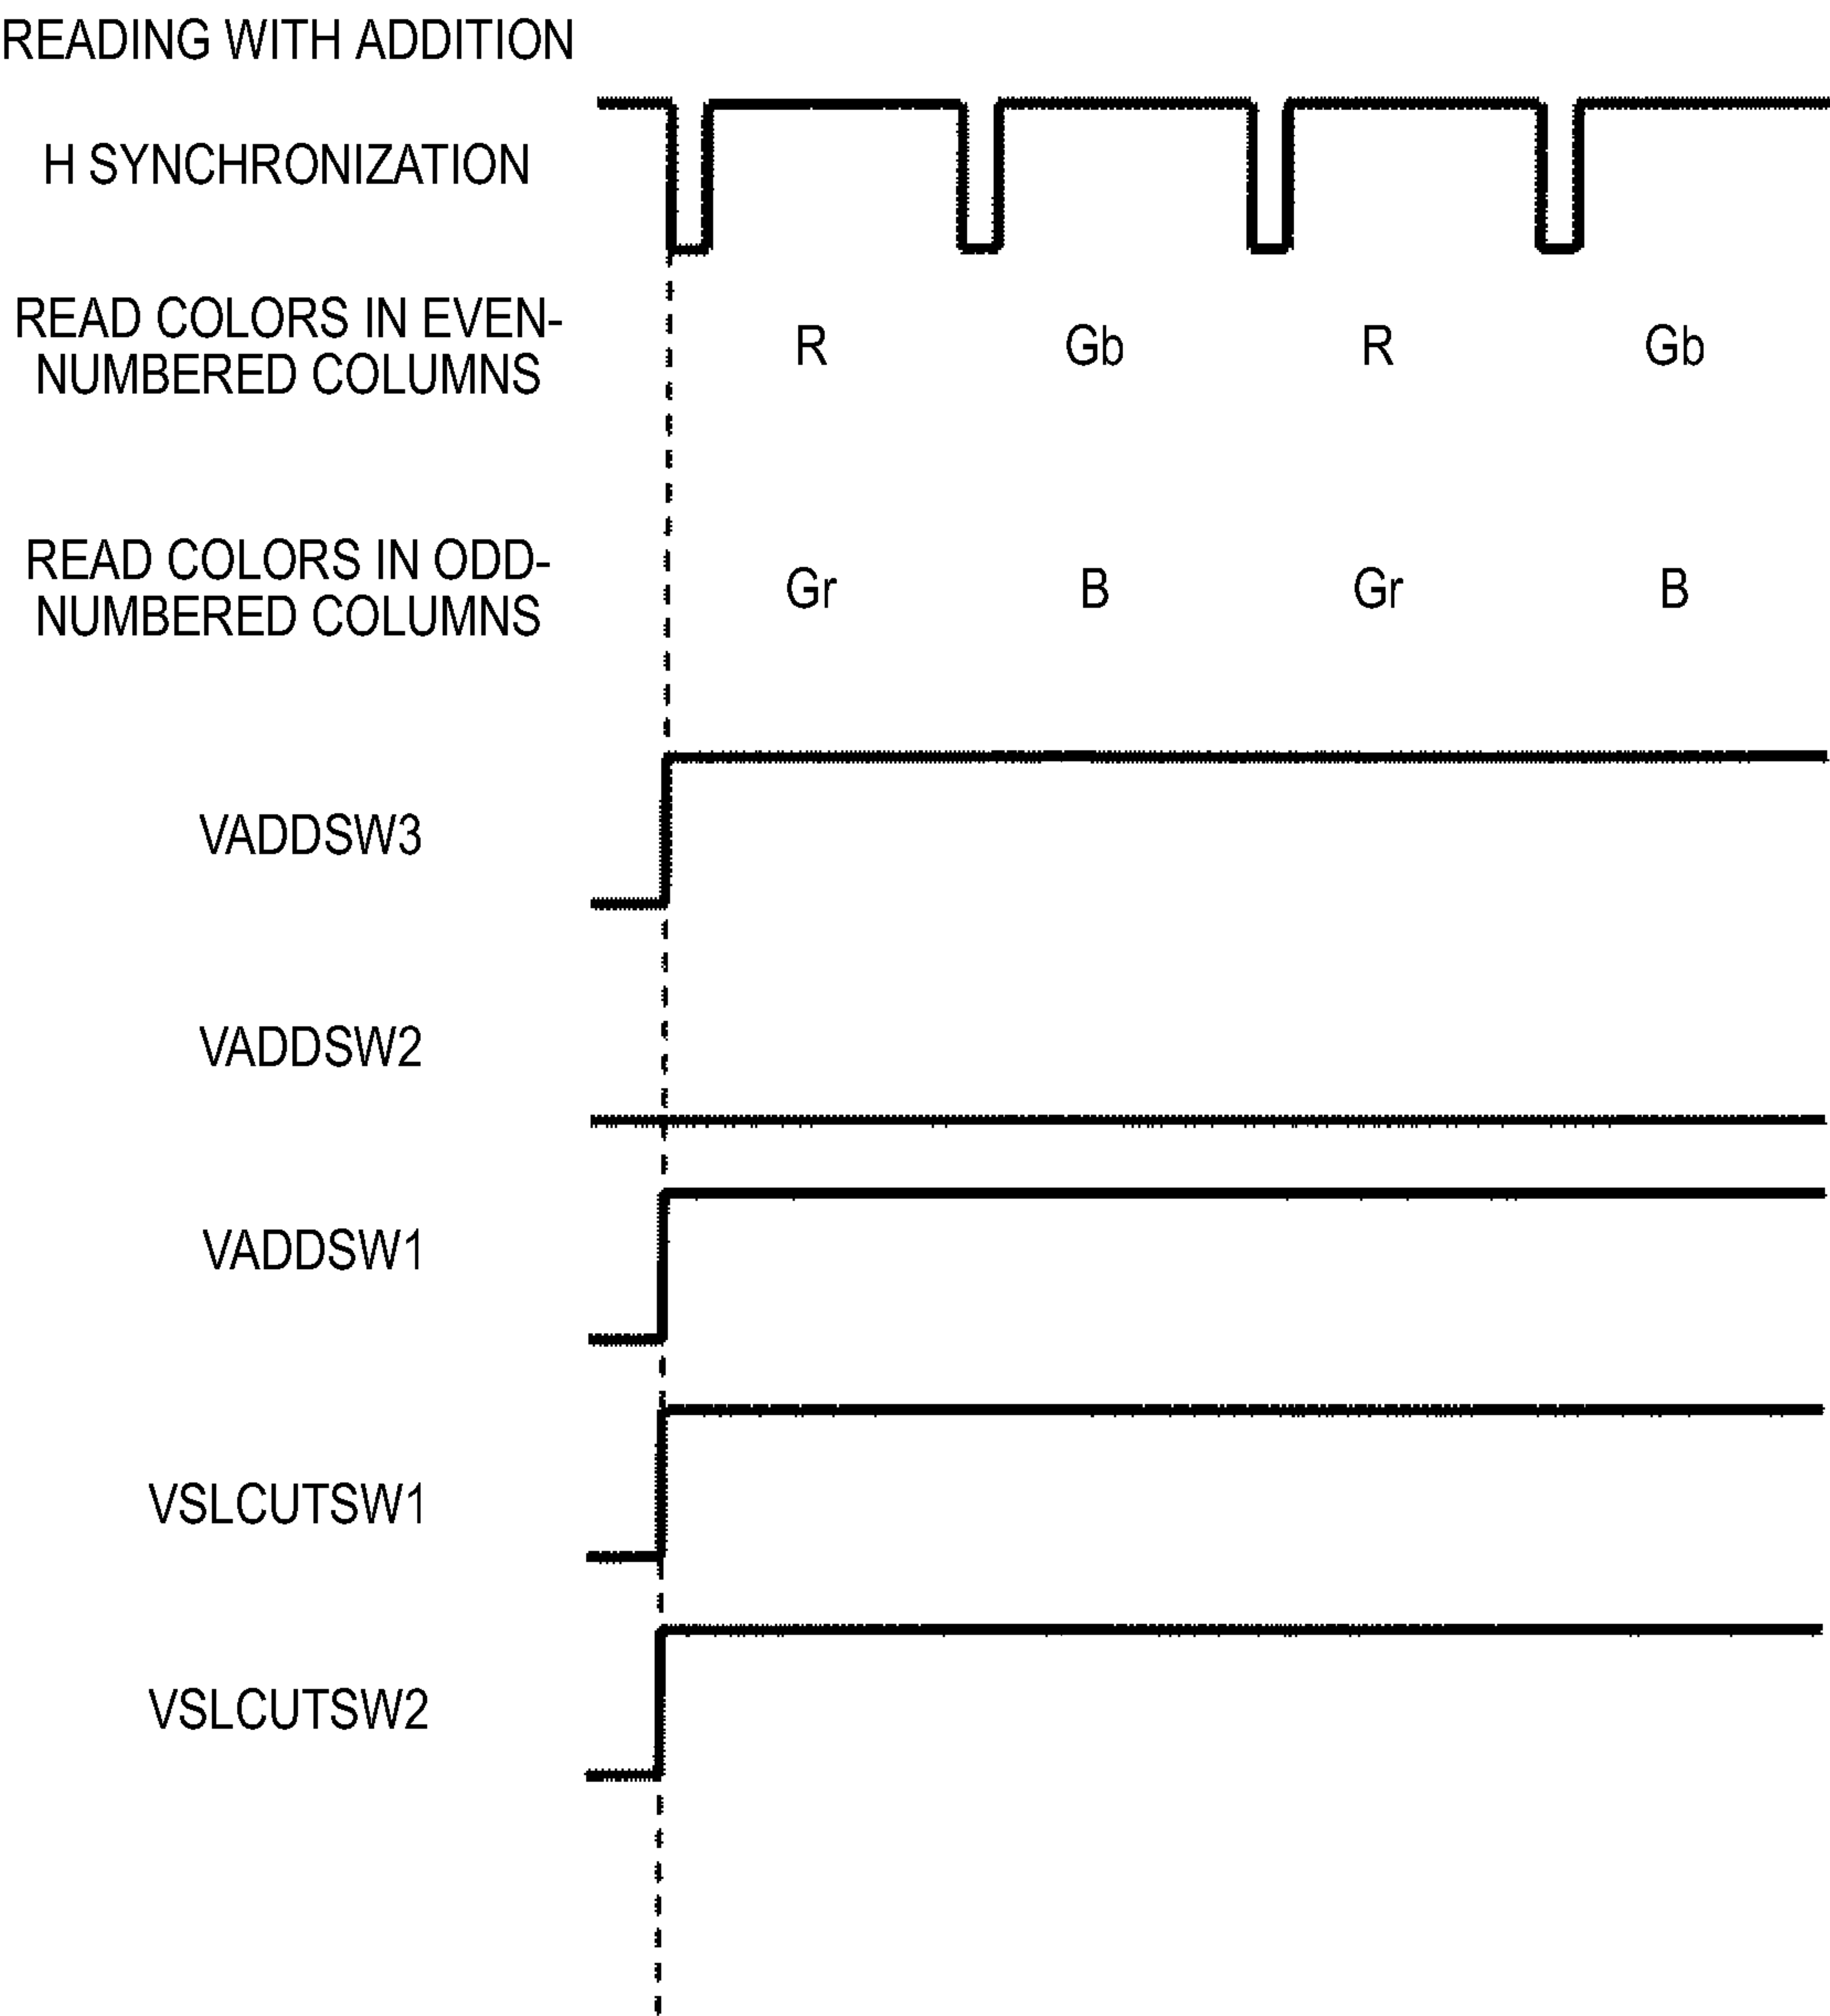 READING WITH ADDITION
H SYNCHRONIZATION
READ COLORS IN EVEN-
NUMBERED COLUMNS
R Gb R Gb
READ COLORS IN ODD-
NUMBERED COLUMNS
Gr B Gr B
VADDSW3
VADDSW2
VADDSW1
VSLCUTSW1
VSLCUTSW2